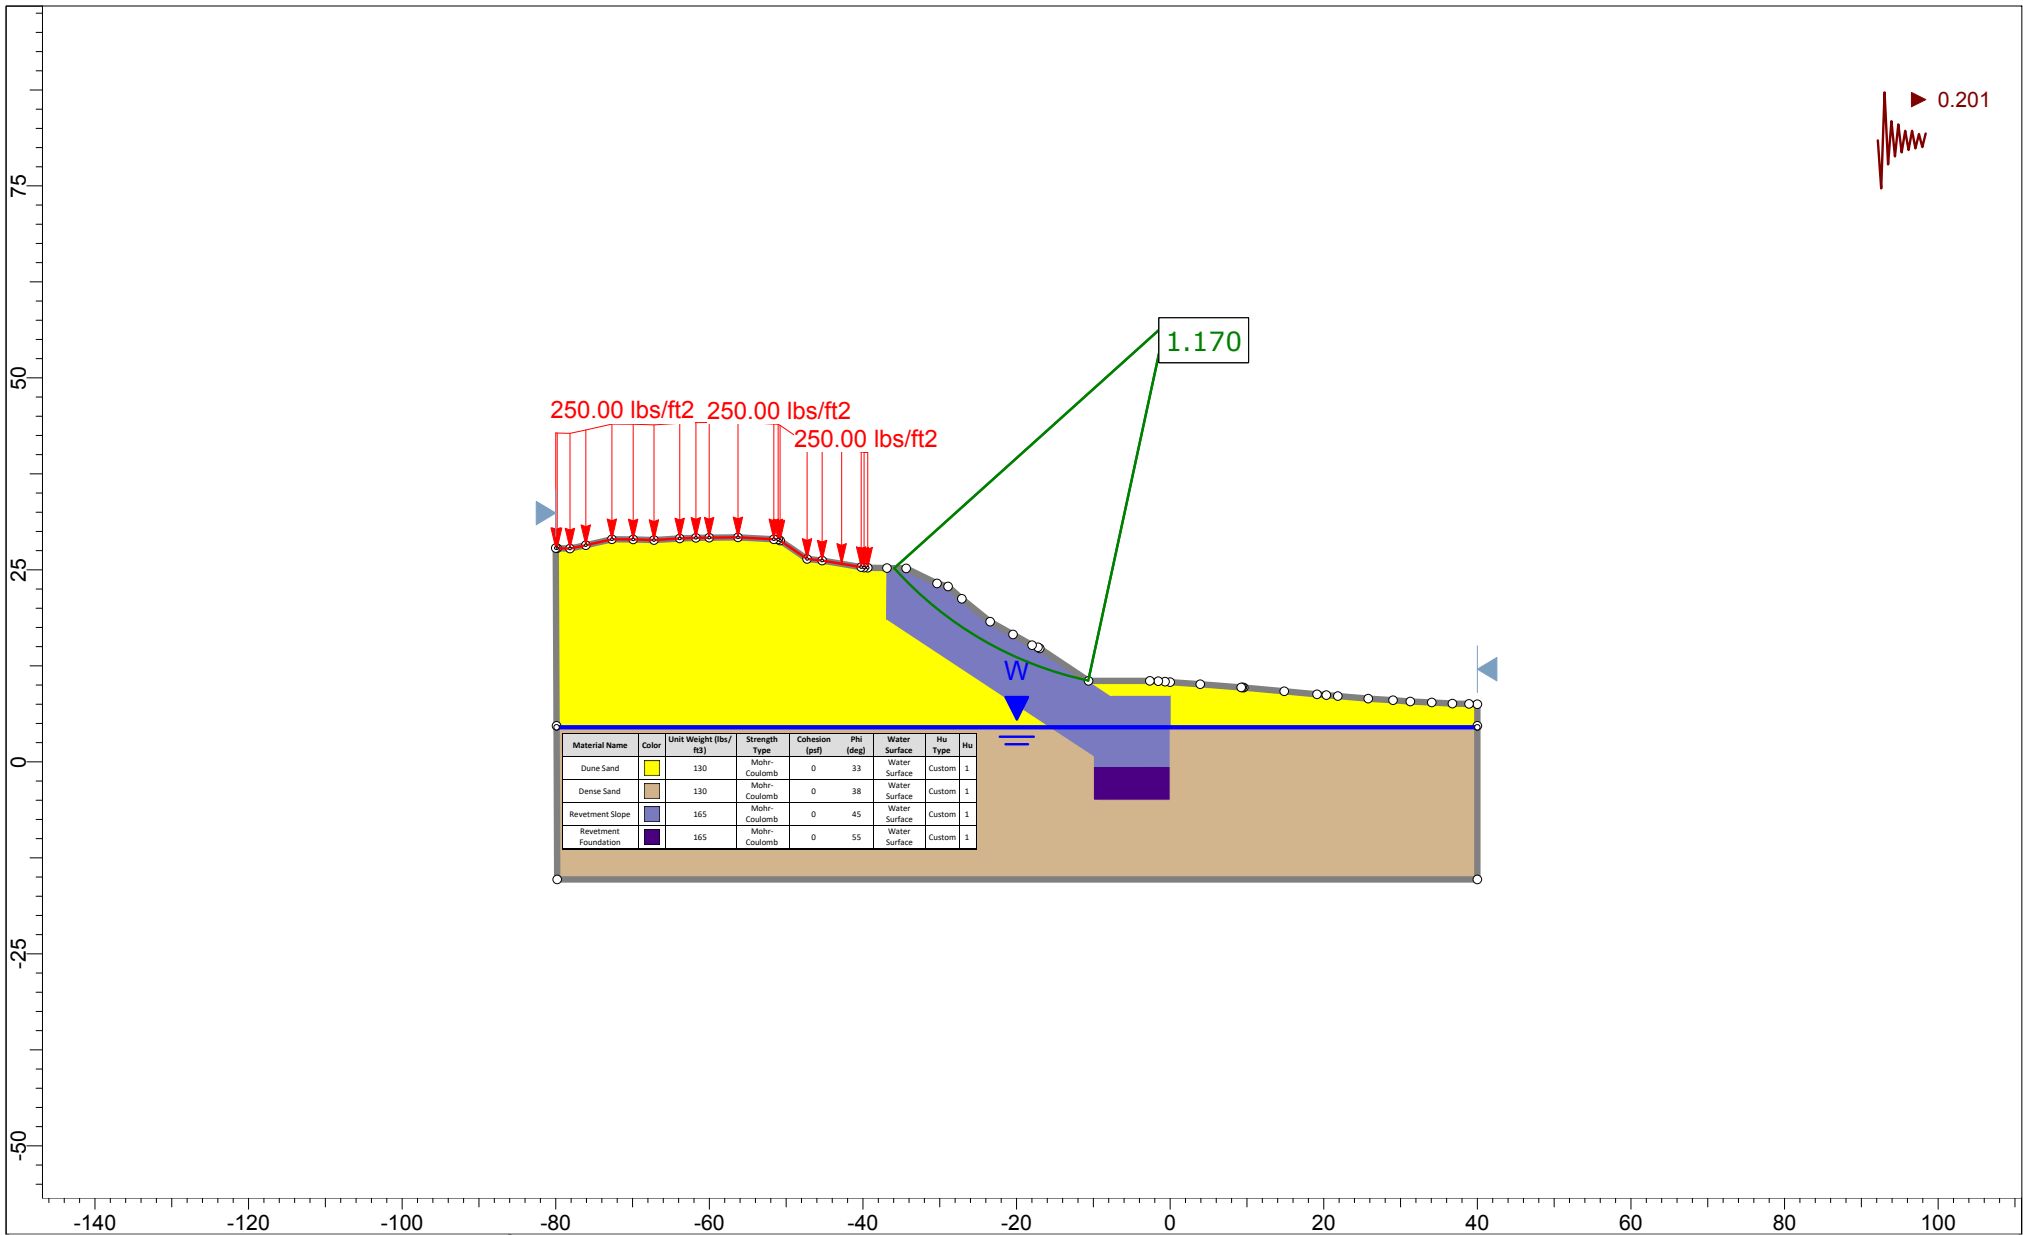 0.201
75
1.170
50
250.00 lbs/ft2 250.00 lbs/ft2
250.00 lbs/ft2
25
W
0
Material Name Color Unit Weight (lbs/ft3) Strength Type Cohesion (psf) Phi (deg) Water Surface Hu Type Hu
Dune Sand 130 Mohr-Coulomb 0 33 Water Surface Custom 1
Dense Sand 130 Mohr-Coulomb 0 38 Water Surface Custom 1
Revetment Slope 165 Mohr-Coulomb 0 45 Water Surface Custom 1
Revetment Foundation 165 Mohr-Coulomb 0 55 Water Surface Custom 1
-25
-50
-140 -120 -100 -80 -60 -40 -20 0 20 40 60 80 100